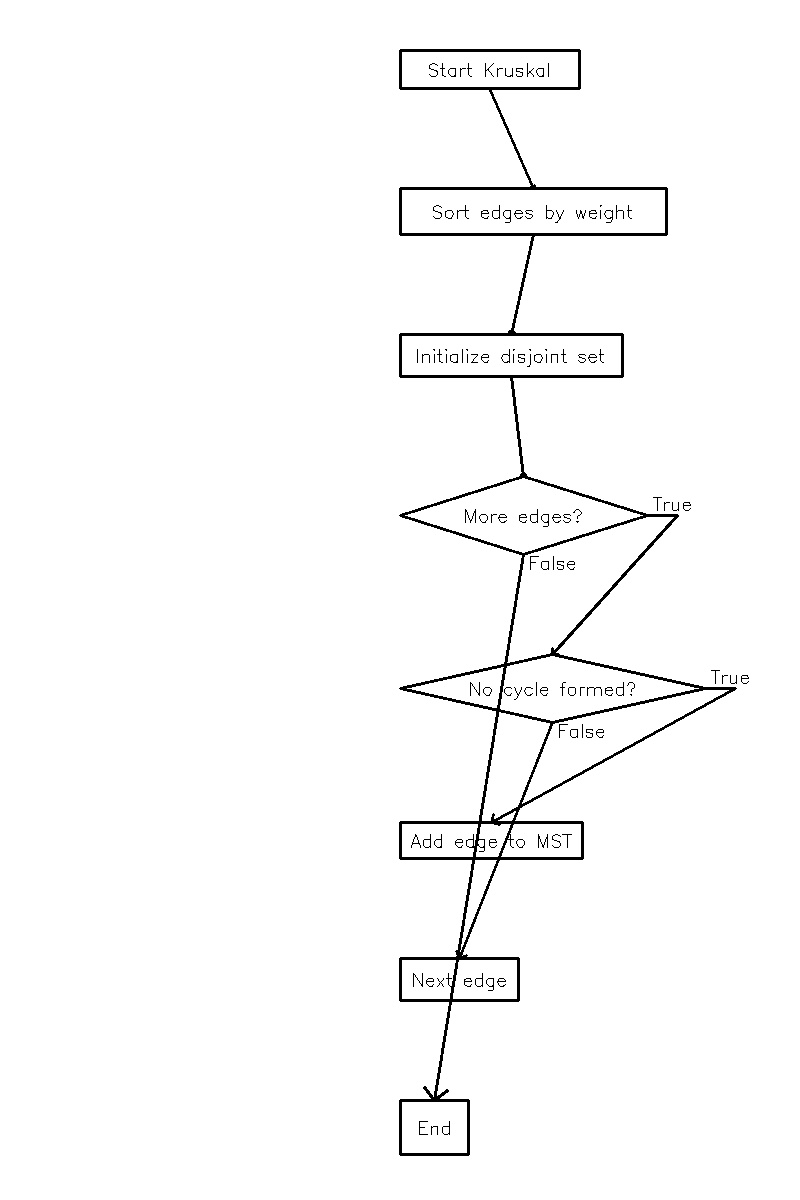 Start Kruskal
Sort edges by weight
Initialize disjoint set
True
More edges?
False
True
No cycle formed?
False
Add edge to MST
Next edge
End